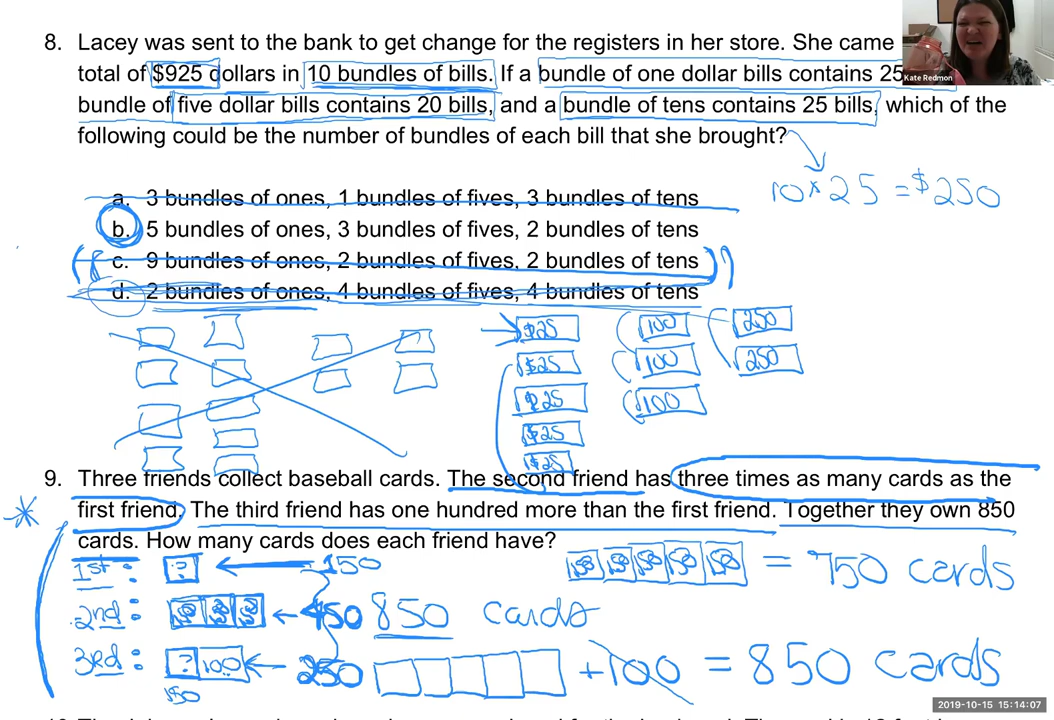 8. Lacey was sent to the bank to get change for the registers in her store. She came
total of $925 dollars in 10 bundles of bills. If a bundle of one dollar bills contains 25
Kate Redmon
bundle of five dollar bills contains 20 bills, and a bundle of tens contains 25 bills, which of the
following could be the number of bundles of each bill that she brought?
10 × 25 = $250
a. 3 bundles of ones, 1 bundles of fives, 3 bundles of tens
b. 5 bundles of ones, 3 bundles of fives, 2 bundles of tens
c. 9 bundles of ones, 2 bundles of fives, 2 bundles of tens
d. 2 bundles of ones, 4 bundles of fives, 4 bundles of tens
$25 100 250
$25 100 250
$25 100
$25
$25
9. Three friends collect baseball cards. The second friend has three times as many cards as the
first friend. The third friend has one hundred more than the first friend. Together they own 850
cards. How many cards does each friend have?
1st: ? 150
150 150 150 150 150 = 750 cards
2nd: ? ? ? 450 850 cards
3rd: ? 100 250 +100 = 850 cards
150
2019-10-15 15:14:07